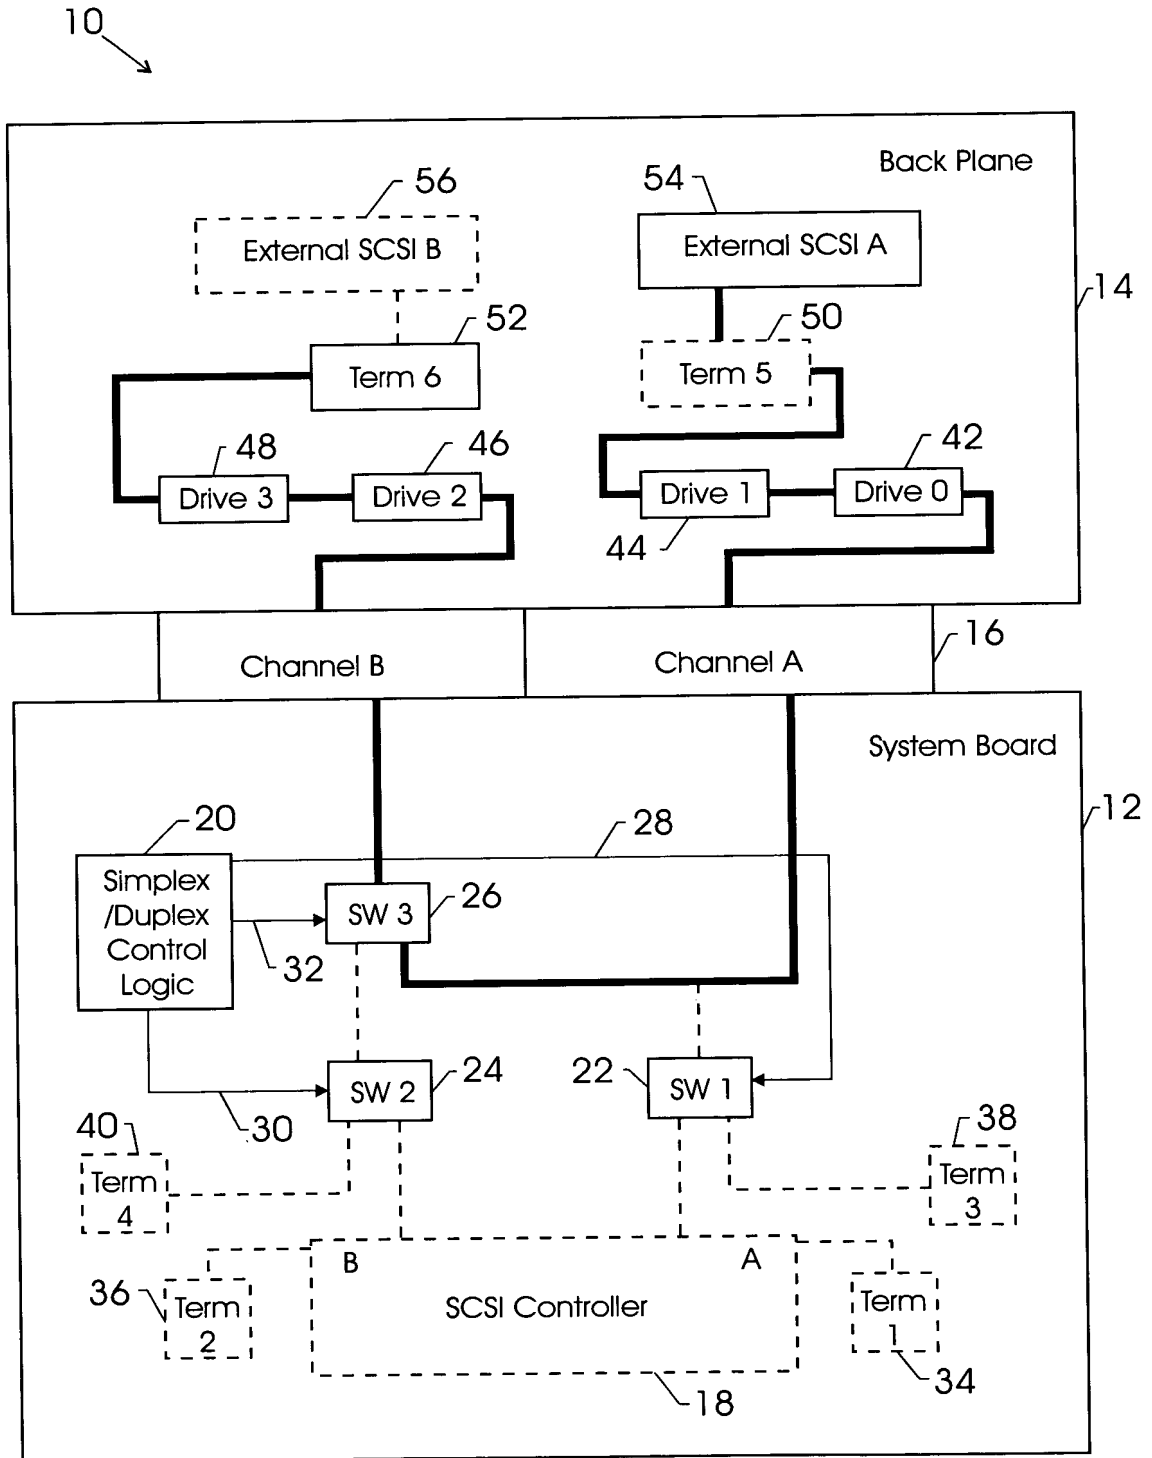 10
Back Plane
56
54
External SCSI B
External SCSI A
14
52
50
Term 6
Term 5
48
46
42
Drive 3
Drive 2
Drive 1
Drive 0
44
16
Channel B
Channel A
System Board
12
20
28
Simplex
/Duplex
Control
Logic
SW 3
26
32
SW 2
24
22
SW 1
30
40
38
Term
4
Term
3
B
A
36
Term
2
SCSI Controller
Term
1
34
18